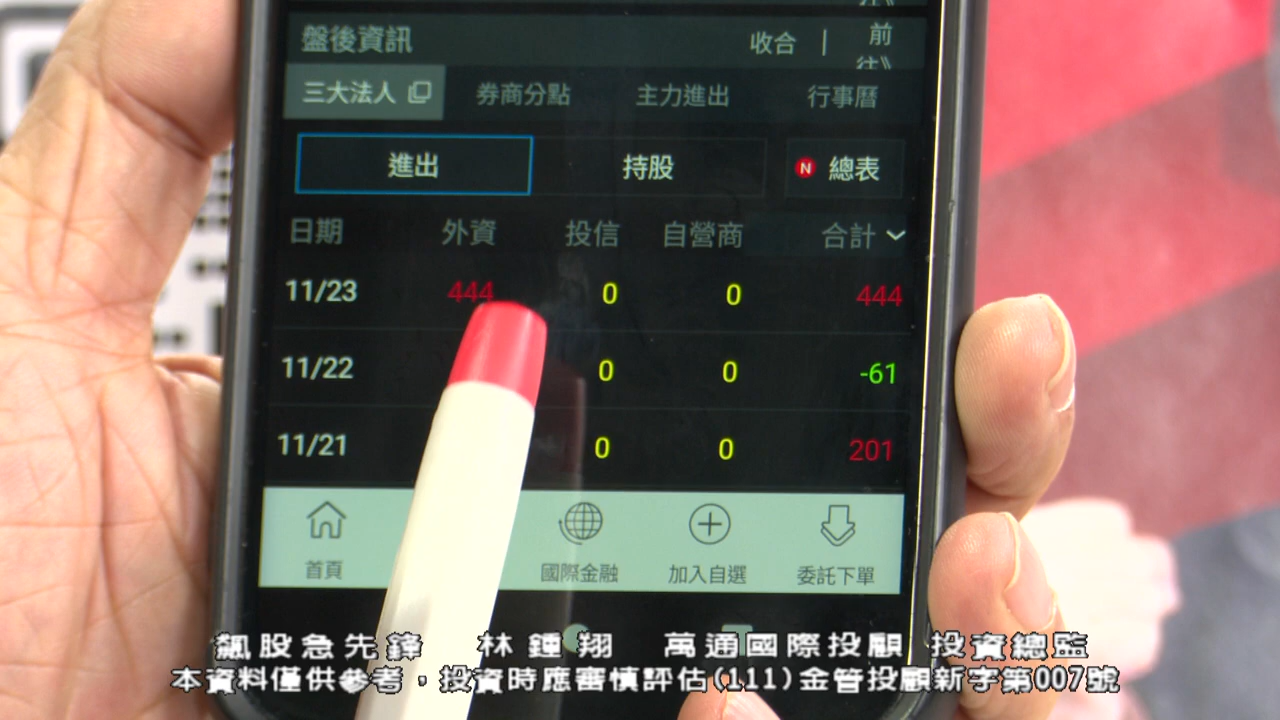 盤後資訊 收合 | 前
往》
三大法人 券商分點 主力進出 行事曆
進出 持股 N 總表
日期 外資 投信 自營商 合計
11/23 444 0 0 444
11/22 0 0 -61
11/21 0 0 201
首頁 國際金融 加入自選 委託下單
飆股急先鋒 林鍾翔 萬通國際投顧 投資總監
本資料僅供參考,投資時應審慎評估(111)金管投顧新字第007號